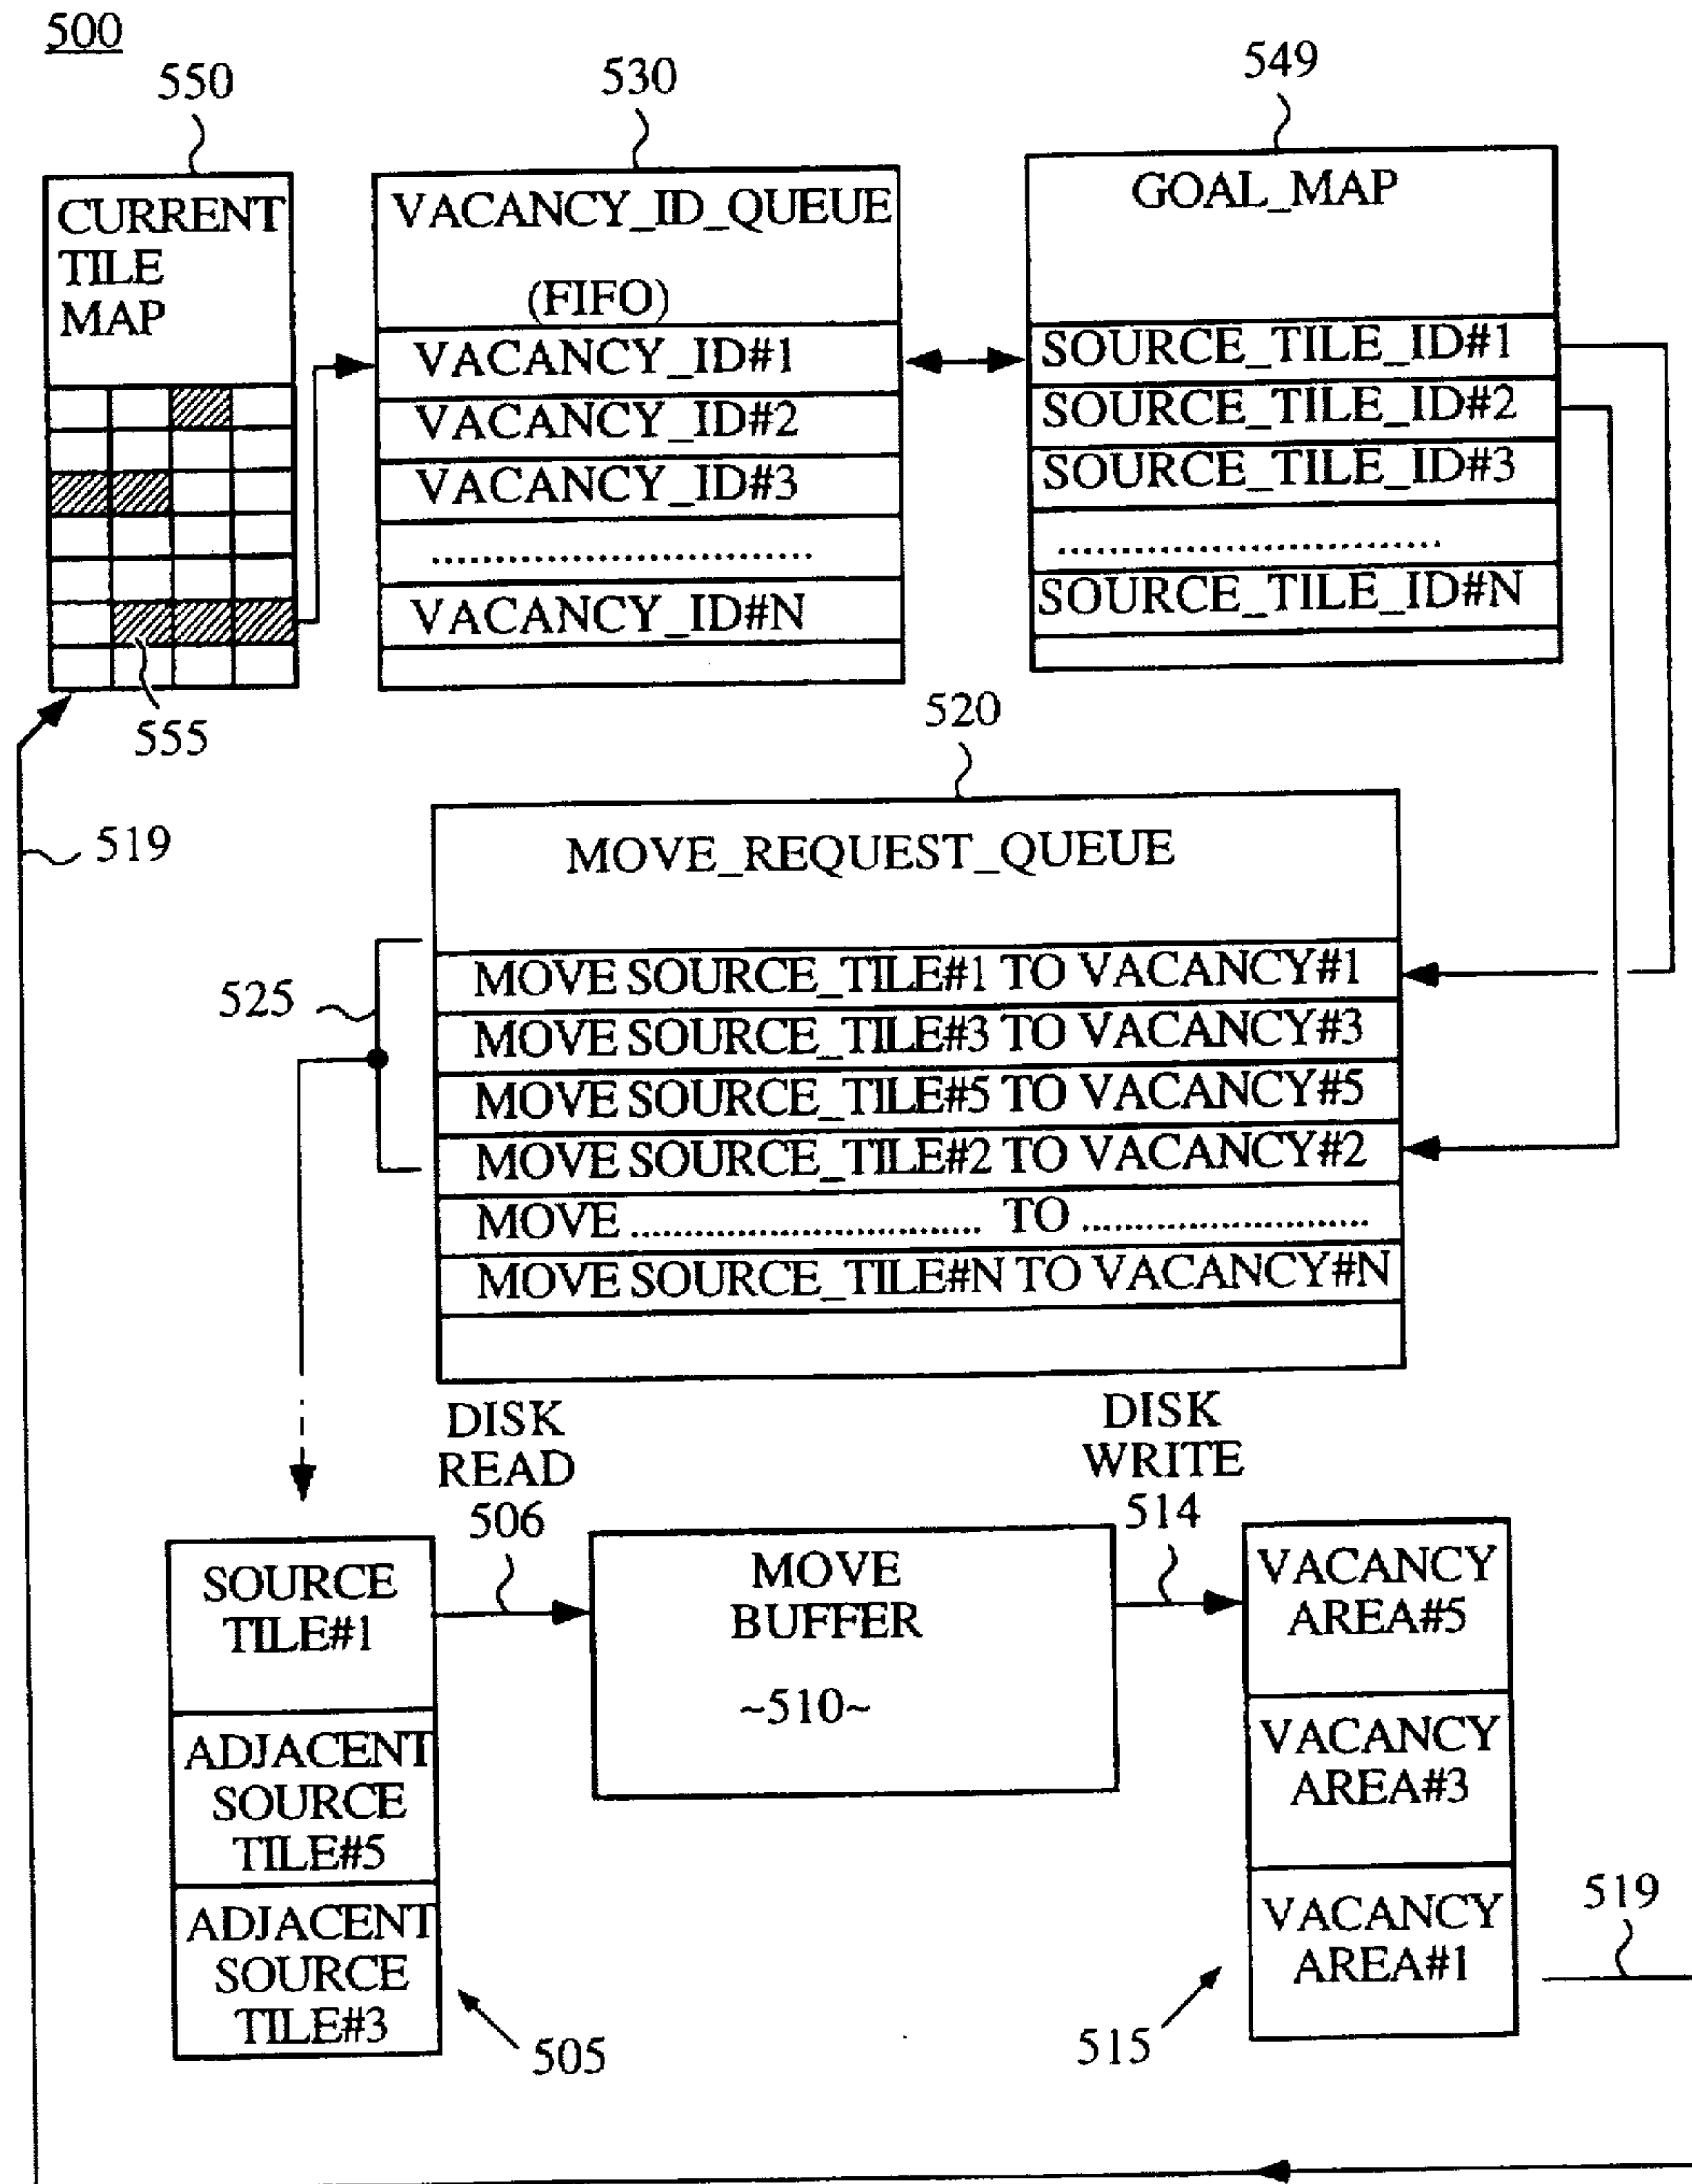 500
550
530
549
CURRENT
TILE
MAP
VACANCY_ID_QUEUE
(FIFO)
VACANCY_ID#1
VACANCY_ID#2
VACANCY_ID#3
..............................
VACANCY_ID#N
GOAL_MAP
SOURCE_TILE_ID#1
SOURCE_TILE_ID#2
SOURCE_TILE_ID#3
..............................
SOURCE_TILE_ID#N
555
519
520
MOVE_REQUEST_QUEUE
525
MOVE SOURCE_TILE#1 TO VACANCY#1
MOVE SOURCE_TILE#3 TO VACANCY#3
MOVE SOURCE_TILE#5 TO VACANCY#5
MOVE SOURCE_TILE#2 TO VACANCY#2
MOVE .............................. TO ..........................
MOVE SOURCE_TILE#N TO VACANCY#N
DISK
READ
506
DISK
WRITE
514
SOURCE
TILE#1
ADJACENT
SOURCE
TILE#5
ADJACENT
SOURCE
TILE#3
505
MOVE
BUFFER
~510~
VACANCY
AREA#5
VACANCY
AREA#3
VACANCY
AREA#1
515
519